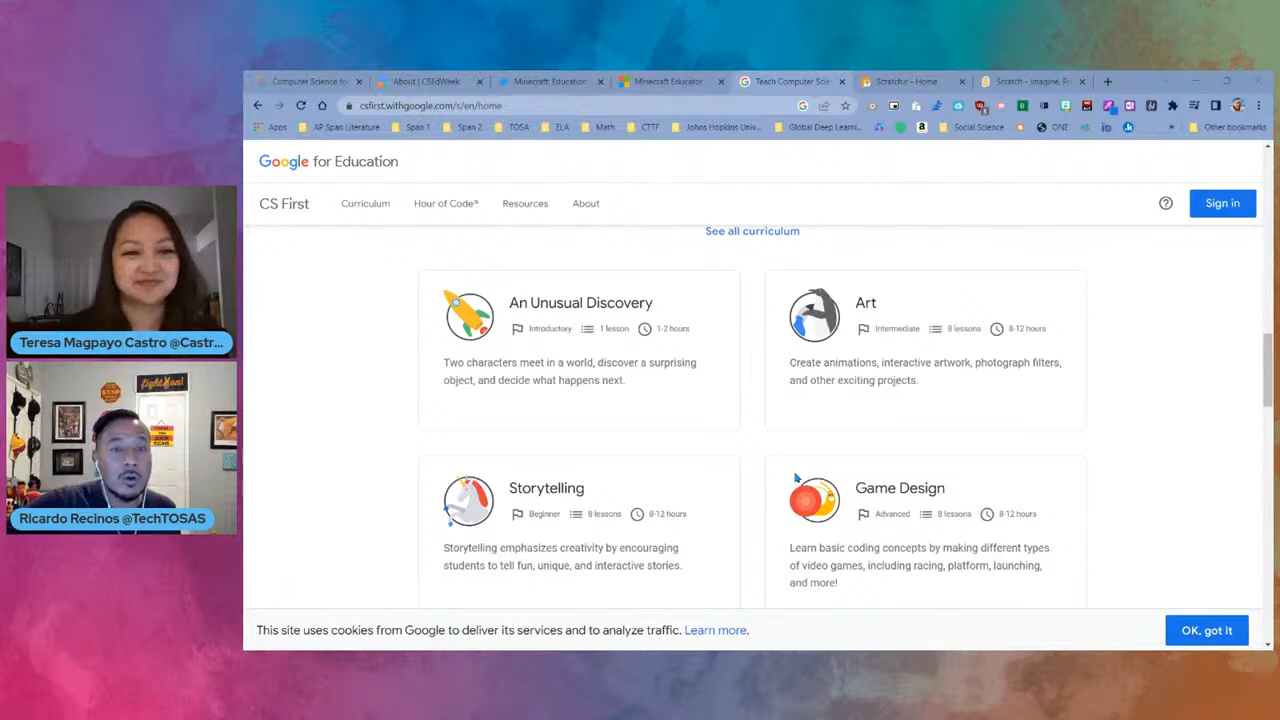 Computer Science fo
About | CSEdWeek
Minecraft: Education
Minecraft Educator
Teach Computer Scie
ScratchJr - Home
Scratch - Imagine, Pr
csfirst.withgoogle.com/s/en/home
Apps
AP Span Literature
Span 1
Span 2
TOSA
ELA
Math
CTTF
Johns Hopkins Univ...
Global Deep Learni...
Social Science
ONE
Other bookmarks
Google for Education
CS First
Curriculum
Hour of Code®
Resources
About
Sign in
See all curriculum
An Unusual Discovery
Introductory 1 lesson 1-2 hours
Two characters meet in a world, discover a surprising
object, and decide what happens next.
Art
Intermediate 8 lessons 8-12 hours
Create animations, interactive artwork, photograph filters,
and other exciting projects.
Storytelling
Beginner 8 lessons 8-12 hours
Storytelling emphasizes creativity by encouraging
students to tell fun, unique, and interactive stories.
Game Design
Advanced 8 lessons 8-12 hours
Learn basic coding concepts by making different types
of video games, including racing, platform, launching,
and more!
This site uses cookies from Google to deliver its services and to analyze traffic. Learn more.
OK, got it
Teresa Magpayo Castro @Castr...
fight on!
Ricardo Recinos @TechTOSAS